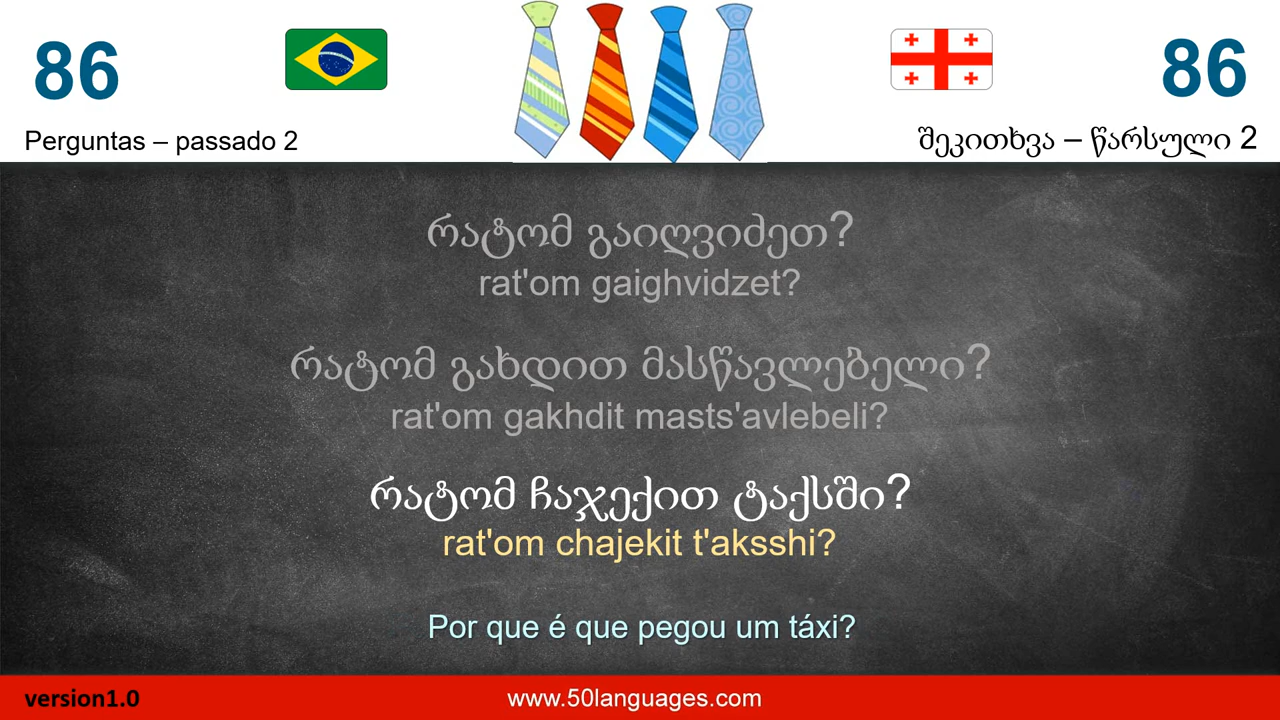 86
86
Perguntas – passado 2
შეკითხვა – წარსული 2
რატომ გაიღვიძეთ?
rat'om gaighvidzet?
რატომ გახდით მასწავლებელი?
rat'om gakhdit masts'avlebeli?
რატომ ჩაჯექით ტაქსში?
rat'om chajekit t'aksshi?
Por que é que pegou um táxi?
version1.0
www.50languages.com